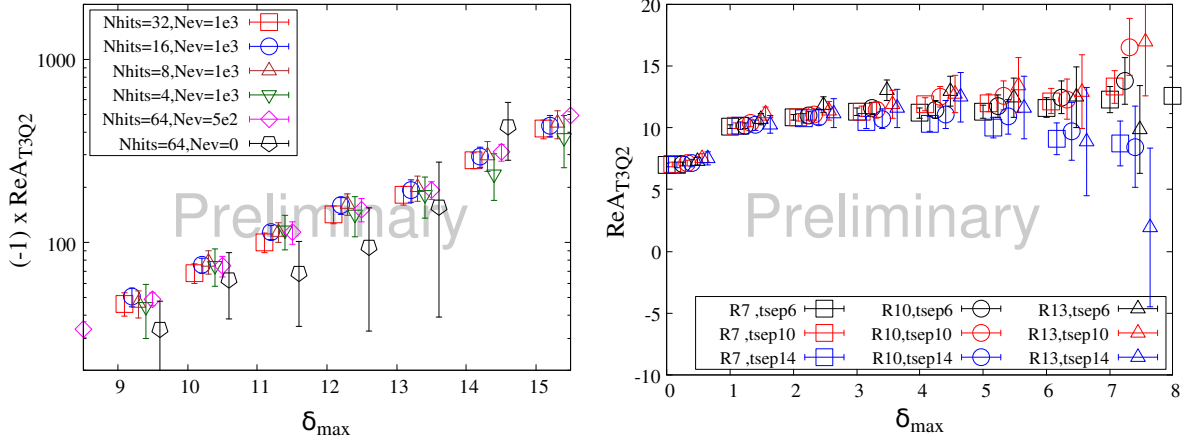 Nhits=32,Nev=1e3
Nhits=16,Nev=1e3
Nhits=8,Nev=1e3
Nhits=4,Nev=1e3
Nhits=64,Nev=5e2
Nhits=64,Nev=0
1000
100
(-1) x ReA_T3Q2
9 10 11 12 13 14 15
δ_max
Preliminary
20
15
10
5
0
-5
-10
ReA_T3Q2
Preliminary
R7 ,tsep6 R10,tsep6 R13,tsep6
R7 ,tsep10 R10,tsep10 R13,tsep10
R7 ,tsep14 R10,tsep14 R13,tsep14
0 1 2 3 4 5 6 7 8
δ_max